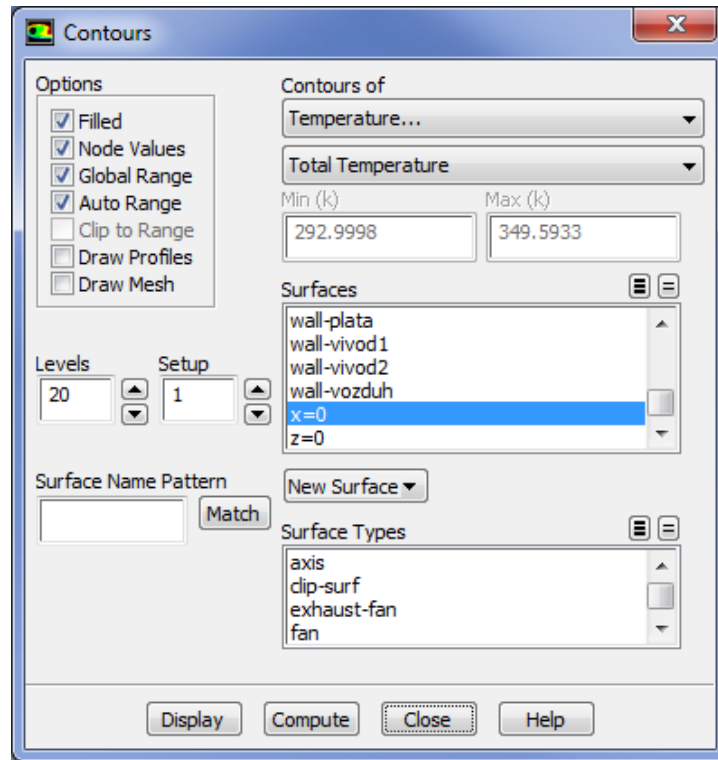 Contours
Options
Filled
Node Values
Global Range
Auto Range
Clip to Range
Draw Profiles
Draw Mesh
Contours of
Temperature...
Total Temperature
Min (k) Max (k)
292.9998 349.5933
Surfaces
wall-plata
wall-vivod1
wall-vivod2
wall-vozduh
x=0
z=0
Levels Setup
20 1
Surface Name Pattern
Match
New Surface
Surface Types
axis
clip-surf
exhaust-fan
fan
Display Compute Close Help